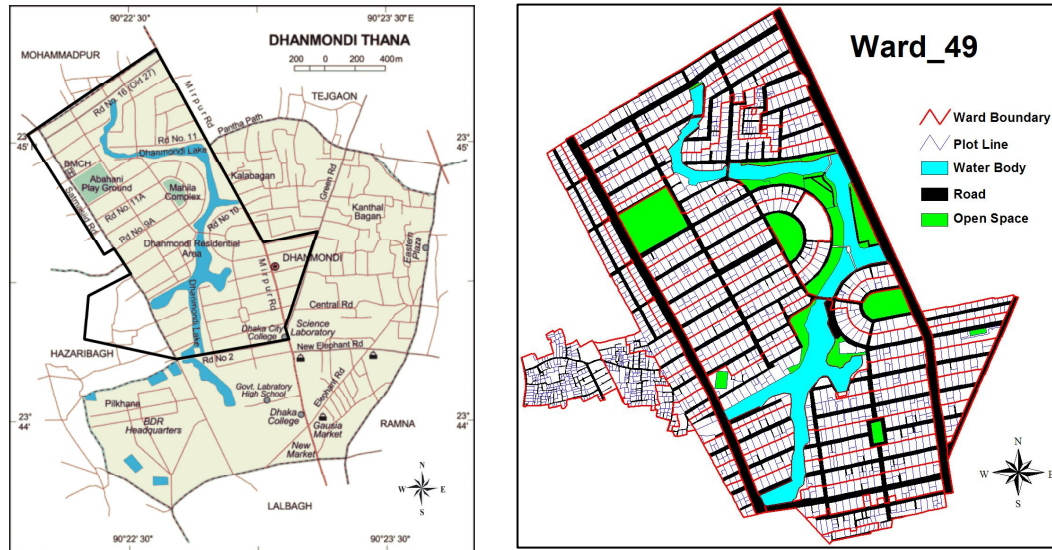 90°22' 30"
90°23' 30" E
DHANMONDI THANA
200 0 200 400m
MOHAMMADPUR
TEJGAON
Rd No. 16 (Old 27)
Mirpur Rd
Pantha Path
23°
45' N
23°
45'
Rd No. 11
Dhanmondi Lake
BMCH
Abahani
Play Ground
Mahila
Complex
Kalabagan
Green Rd
Satmasjid Rd
Rd No. 11A
Rd No. 9A
Rd No. 10
Kanthal
Bagan
Dhanmondi Residential
Area
Eastern
Plaza
DHANMONDI
Mirpur Rd
Dhanmondi Lake
Central Rd
Dhake City
College
Science
Laboratory
HAZARIBAGH
Rd No 2
New Elephant Rd
Govt. Labratory
High School
Elephant Rd
Pilkhana
BDR
Headquarters
Dhaka
College
Gausia
Market
RAMNA
23°
44'
23°
44'
New
Market
LALBAGH
N
W E
S
90°22' 30"
90°23' 30"
Ward_49
Ward Boundary
Plot Line
Water Body
Road
Open Space
N
W E
S